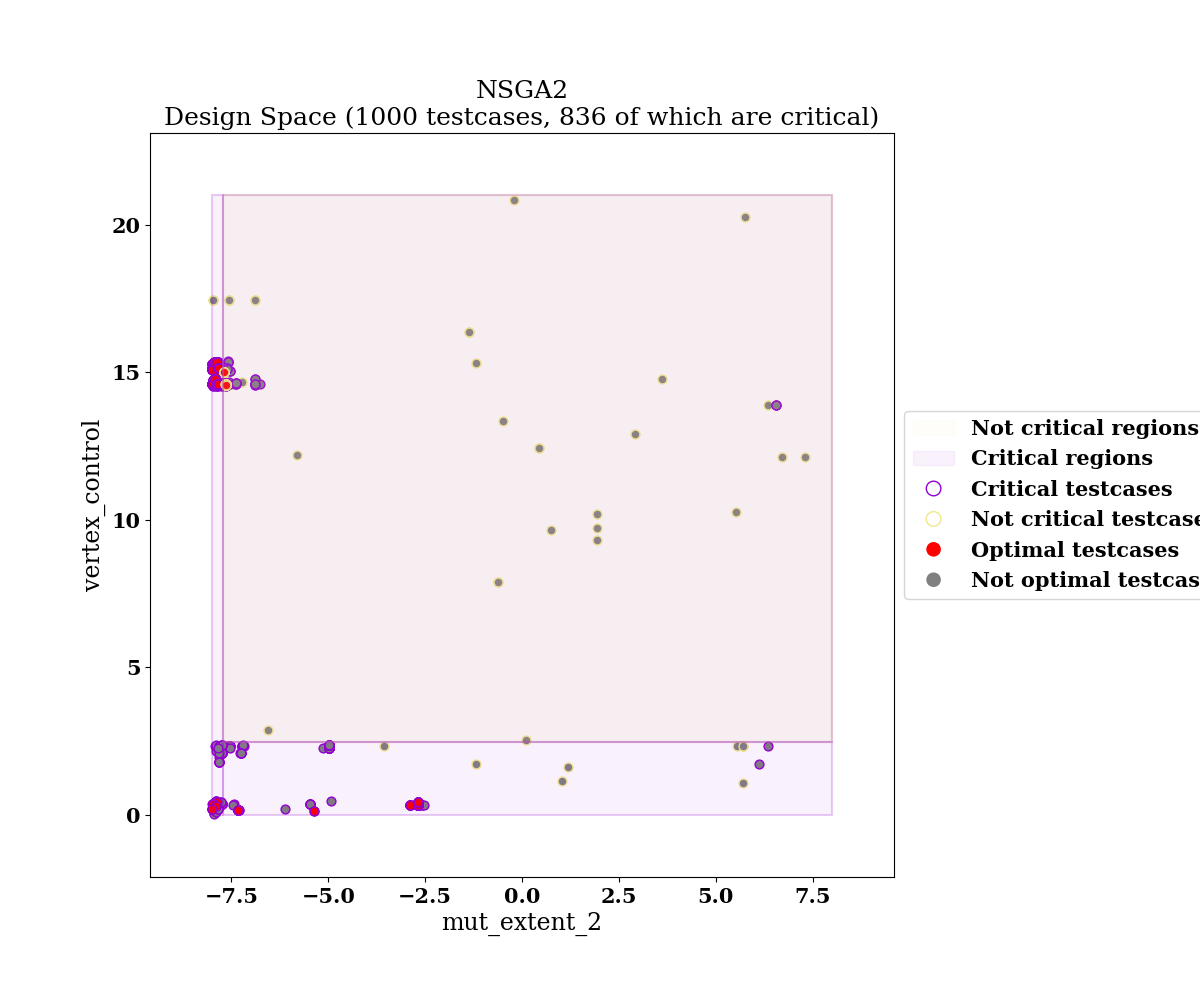 NSGA2
Design Space (1000 testcases, 836 of which are critical)
vertex_control
20
15
10
5
0
−7.5 −5.0 −2.5 0.0 2.5 5.0 7.5
mut_extent_2
Not critical regions
Critical regions
Critical testcases
Not critical testcase
Optimal testcases
Not optimal testcas